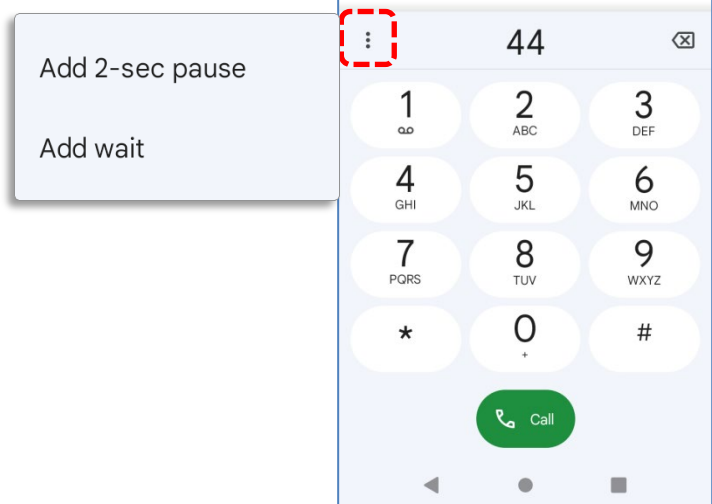 Add 2-sec pause
Add wait
44
1 2 3
ABC DEF
4 5 6
GHI JKL MNO
7 8 9
PQRS TUV WXYZ
* 0 #
+
Call